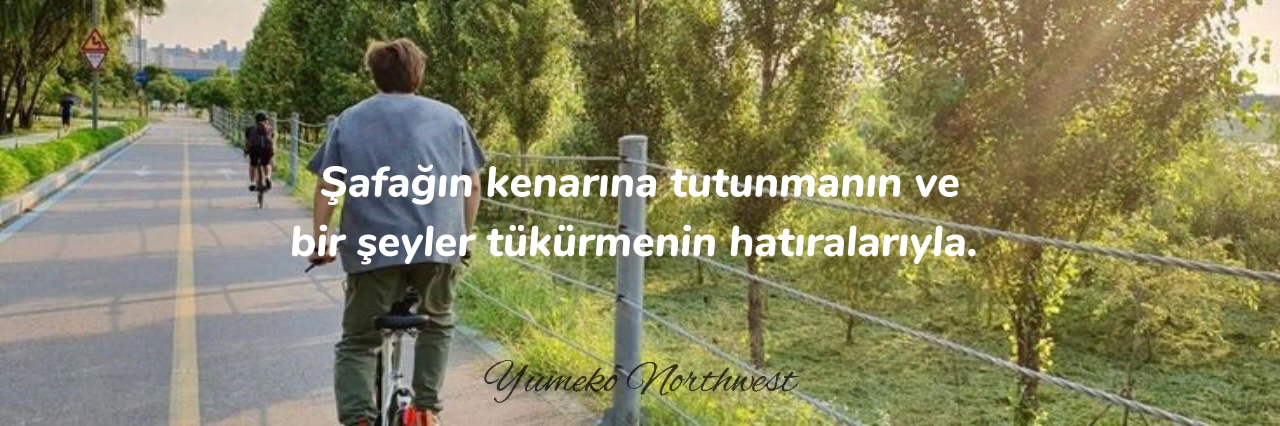 Şafağın kenarına tutunmanın ve
bir şeyler tükürmenin hatıralarıyla.
Yumeko Northwest